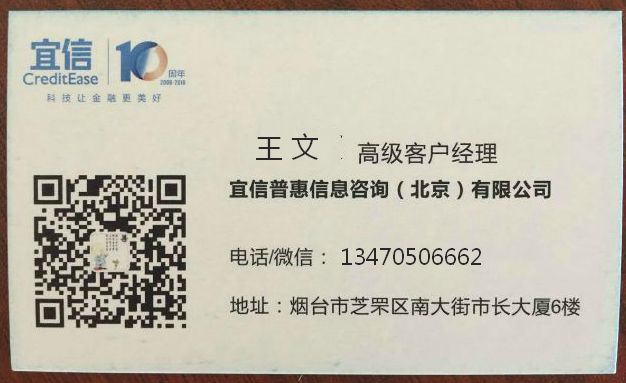 宜信
CreditEase
10
周年
2006-2016
科技让金融更美好
王文 高级客户经理
宜信普惠信息咨询（北京）有限公司
电话/微信：13470506662
地址：烟台市芝罘区南大街市长大厦6楼